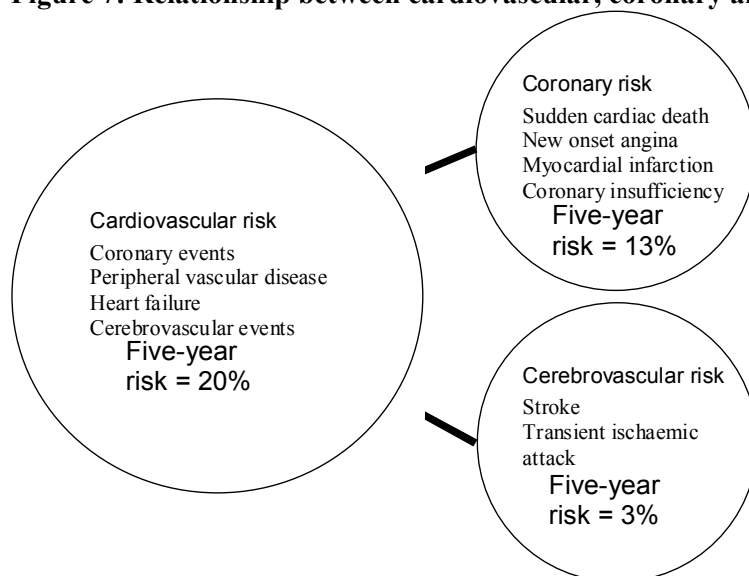 Figure 7. Relationship between cardiovascular, coronary
Cardiovascular risk
Coronary events
Peripheral vascular disease
Heart failure
Cerebrovascular events
Five-year
risk = 20%
Coronary risk
Sudden cardiac death
New onset angina
Myocardial infarction
Coronary insufficiency
Five-year
risk = 13%
Cerebrovascular risk
Stroke
Transient ischaemic
attack
Five-year
risk = 3%